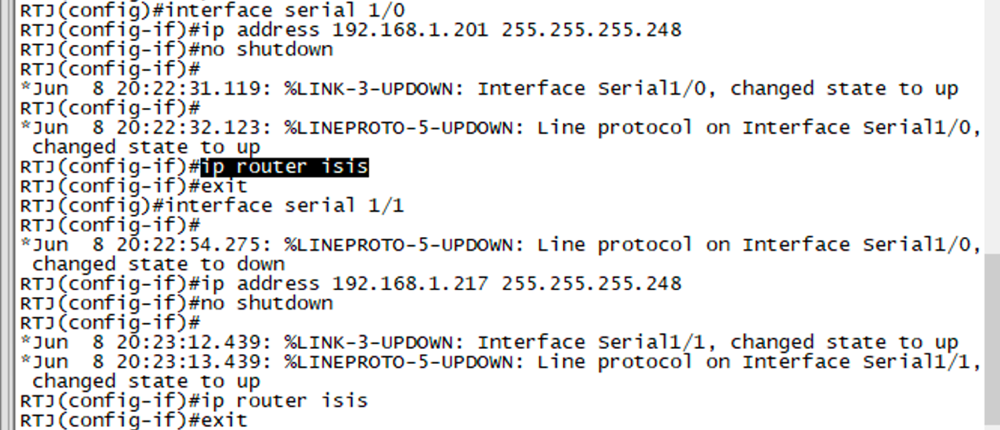 RTJ(config)#interface serial 1/0
RTJ(config-if)#ip address 192.168.1.201 255.255.255.248
RTJ(config-if)#no shutdown
RTJ(config-if)#
*Jun  8 20:22:31.119: %LINK-3-UPDOWN: Interface Serial1/0, changed state to up
RTJ(config-if)#
*Jun  8 20:22:32.123: %LINEPROTO-5-UPDOWN: Line protocol on Interface Serial1/0,
 changed state to up
RTJ(config-if)#ip router isis
RTJ(config-if)#exit
RTJ(config)#interface serial 1/1
RTJ(config-if)#
*Jun  8 20:22:54.275: %LINEPROTO-5-UPDOWN: Line protocol on Interface Serial1/0,
 changed state to down
RTJ(config-if)#ip address 192.168.1.217 255.255.255.248
RTJ(config-if)#no shutdown
RTJ(config-if)#
*Jun  8 20:23:12.439: %LINK-3-UPDOWN: Interface Serial1/1, changed state to up
*Jun  8 20:23:13.439: %LINEPROTO-5-UPDOWN: Line protocol on Interface Serial1/1,
 changed state to up
RTJ(config-if)#ip router isis
RTJ(config-if)#exit